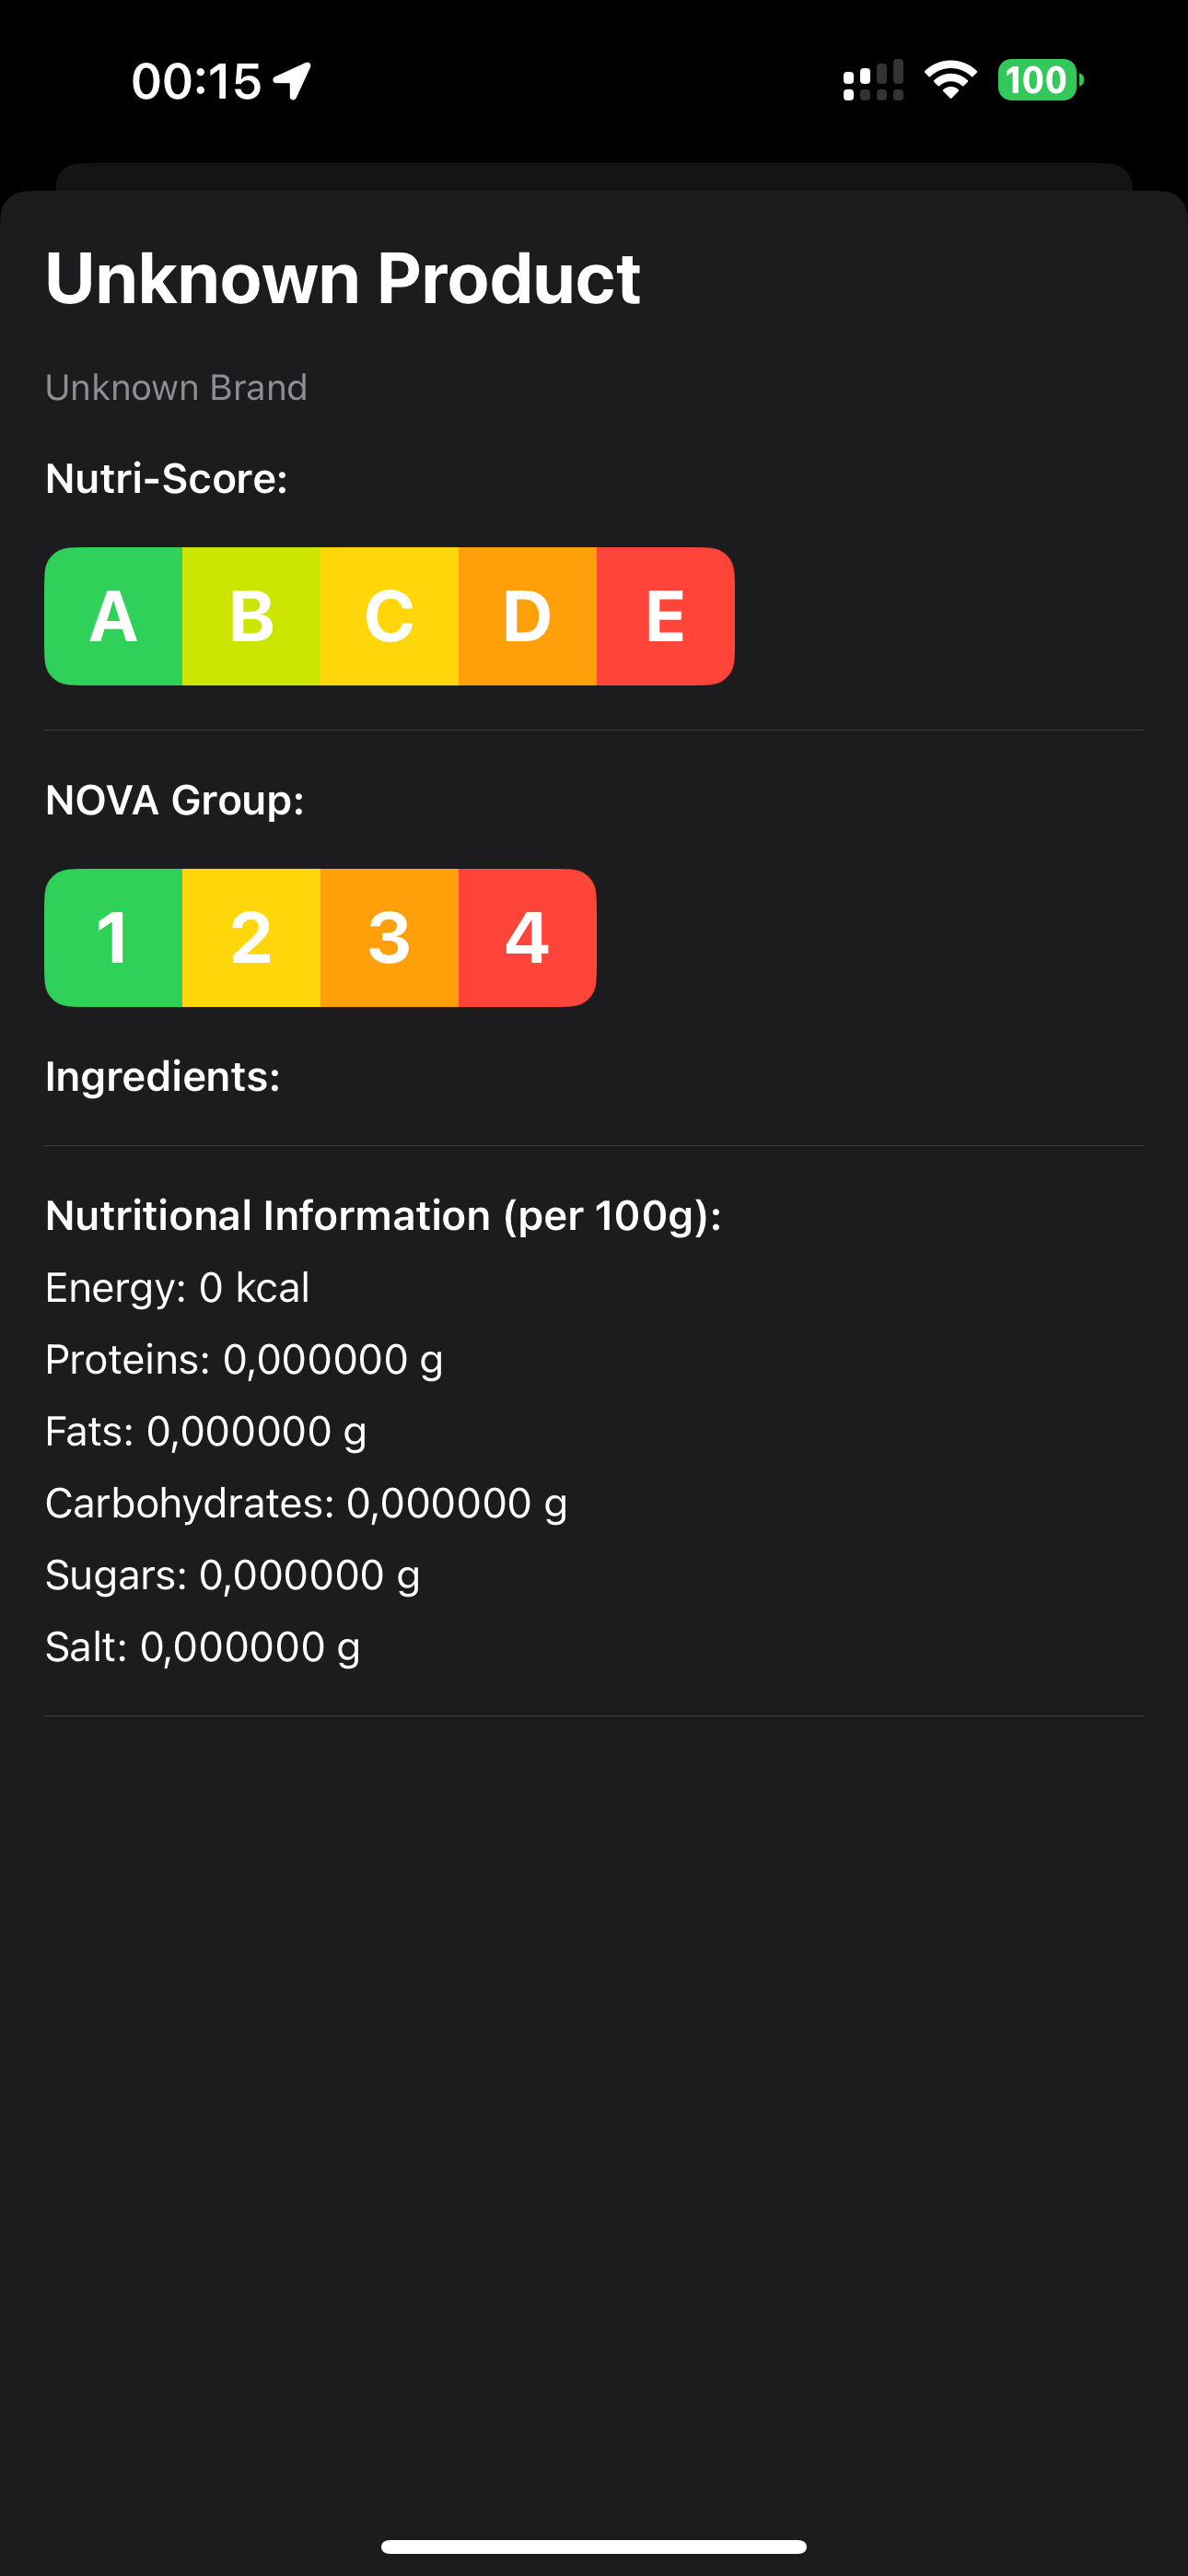 00:15
100
Unknown Product
Unknown Brand
Nutri-Score:
A B C D E
NOVA Group:
1 2 3 4
Ingredients:
Nutritional Information (per 100g):
Energy: 0 kcal
Proteins: 0,000000 g
Fats: 0,000000 g
Carbohydrates: 0,000000 g
Sugars: 0,000000 g
Salt: 0,000000 g